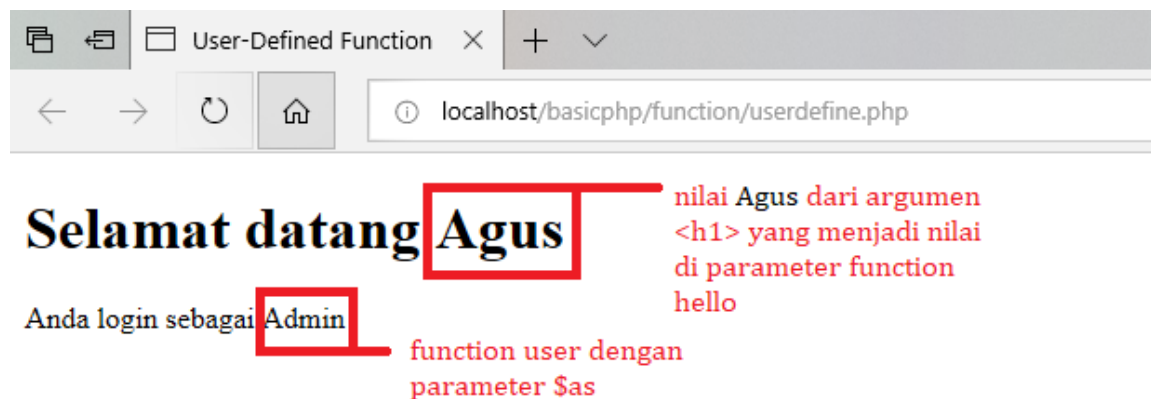 User-Defined Function
localhost/basicphp/function/userdefine.php
Selamat datang Agus
nilai Agus dari argumen
<h1> yang menjadi nilai
di parameter function
hello
Anda login sebagai Admin
function user dengan
parameter $as